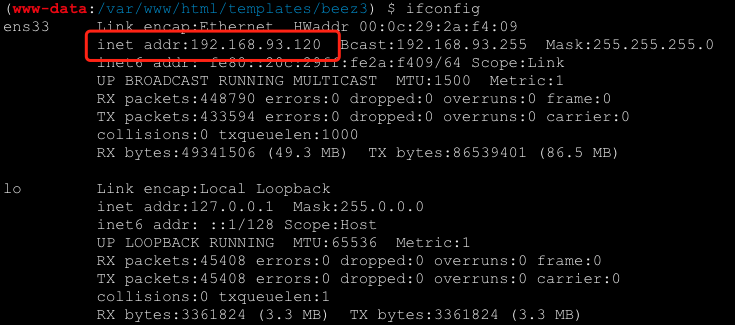 (www-data:/var/www/html/templates/beez3) $ ifconfig
ens33     Link encap:Ethernet  HWaddr 00:0c:29:2a:f4:09
          inet addr:192.168.93.120  Bcast:192.168.93.255  Mask:255.255.255.0
          inet6 addr: fe80::20c:29ff:fe2a:f409/64 Scope:Link
          UP BROADCAST RUNNING MULTICAST  MTU:1500  Metric:1
          RX packets:448790 errors:0 dropped:0 overruns:0 frame:0
          TX packets:433594 errors:0 dropped:0 overruns:0 carrier:0
          collisions:0 txqueuelen:1000
          RX bytes:49341506 (49.3 MB)  TX bytes:86539401 (86.5 MB)
lo        Link encap:Local Loopback
          inet addr:127.0.0.1  Mask:255.0.0.0
          inet6 addr: ::1/128 Scope:Host
          UP LOOPBACK RUNNING  MTU:65536  Metric:1
          RX packets:45408 errors:0 dropped:0 overruns:0 frame:0
          TX packets:45408 errors:0 dropped:0 overruns:0 carrier:0
          collisions:0 txqueuelen:1
          RX bytes:3361824 (3.3 MB)  TX bytes:3361824 (3.3 MB)